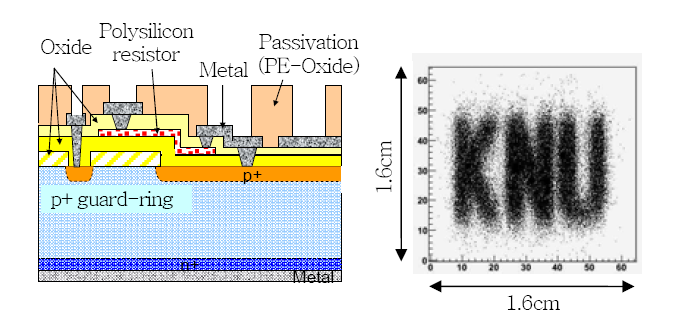 Polysilicon
resistor
Oxide
Passivation
(PE-Oxide)
Metal
p+
p+ guard-ring
Metal
1.6cm
60
50
40
30
20
10
0
KNU
0 10 20 30 40 50 60
1.6cm